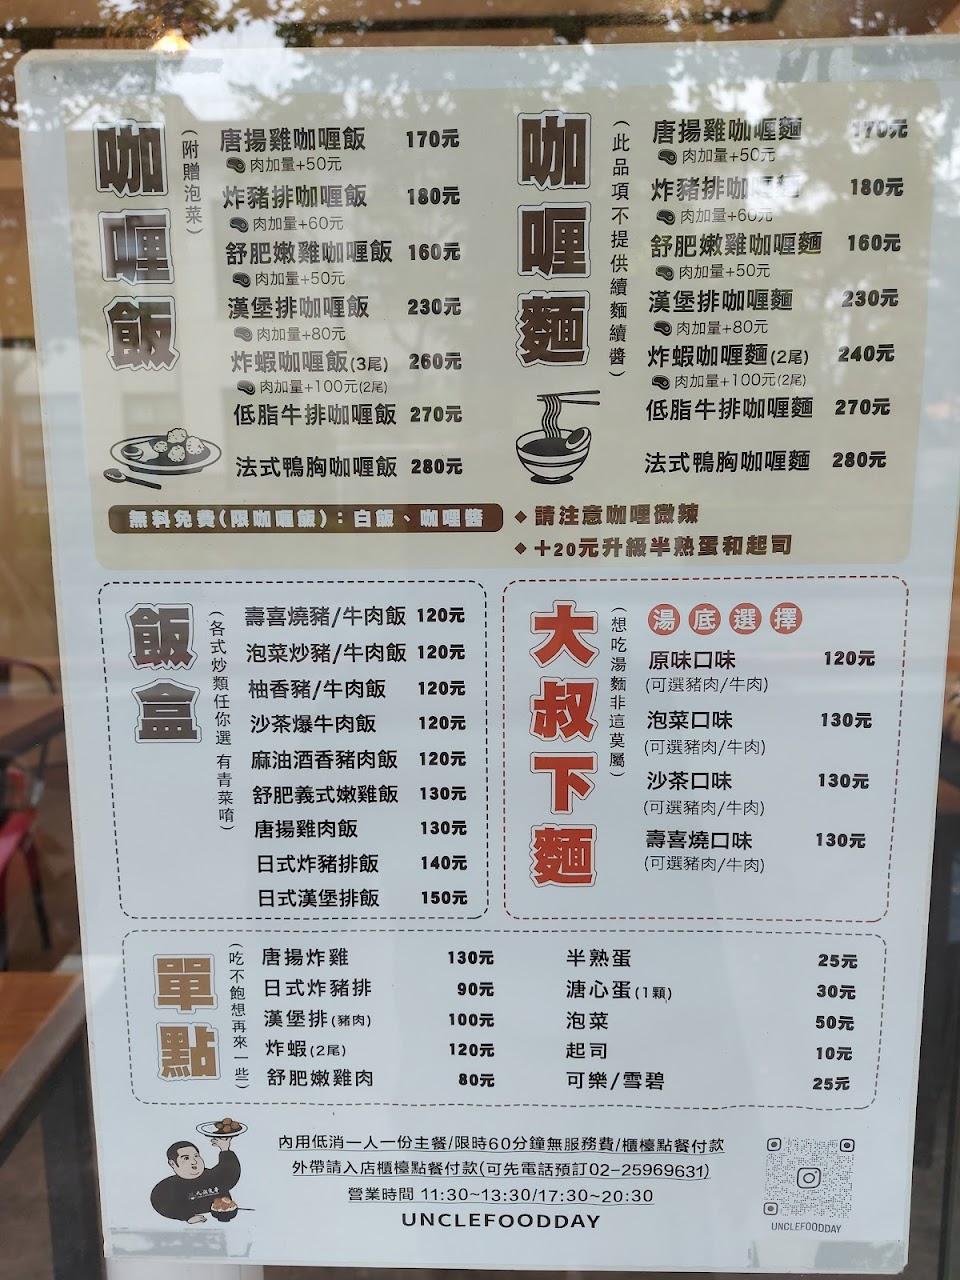 咖喱飯
(附贈泡菜)
唐揚雞咖喱飯 170元
肉加量+50元
炸豬排咖喱飯 180元
肉加量+60元
舒肥嫩雞咖喱飯 160元
肉加量+50元
漢堡排咖喱飯 230元
肉加量+80元
炸蝦咖喱飯(3尾) 260元
肉加量+100元(2尾)
低脂牛排咖喱飯 270元
法式鴨胸咖喱飯 280元
無料免費(限咖喱飯)：白飯、咖哩醬
咖喱麵
(此品項不提供續麵續醬)
唐揚雞咖喱麵 170元
肉加量+50元
炸豬排咖喱麵 180元
肉加量+60元
舒肥嫩雞咖喱麵 160元
肉加量+50元
漢堡排咖喱麵 230元
肉加量+80元
炸蝦咖喱麵(2尾) 240元
肉加量+100元(2尾)
低脂牛排咖喱麵 270元
法式鴨胸咖喱麵 280元
◆ 請注意咖哩微辣
◆ +20元升級半熟蛋和起司
飯盒
(各式炒類任你選 有青菜唷)
壽喜燒豬/牛肉飯 120元
泡菜炒豬/牛肉飯 120元
柚香豬/牛肉飯 120元
沙茶爆牛肉飯 120元
麻油酒香豬肉飯 120元
舒肥義式嫩雞飯 130元
唐揚雞肉飯 130元
日式炸豬排飯 140元
日式漢堡排飯 150元
大叔下麵
(想吃湯麵非這莫屬)
湯底選擇
原味口味 120元
(可選豬肉/牛肉)
泡菜口味 130元
(可選豬肉/牛肉)
沙茶口味 130元
(可選豬肉/牛肉)
壽喜燒口味 130元
(可選豬肉/牛肉)
單點
(吃不飽想再來一些)
唐揚炸雞 130元
日式炸豬排 90元
漢堡排(豬肉) 100元
炸蝦(2尾) 120元
舒肥嫩雞肉 80元
半熟蛋 25元
溏心蛋(1顆) 30元
泡菜 50元
起司 10元
可樂/雪碧 25元
內用低消一人一份主餐/限時60分鐘無服務費/櫃檯點餐付款
外帶請入店櫃檯點餐付款(可先電話預訂02-25969631)
營業時間 11:30~13:30/17:30~20:30
UNCLEFOODDAY
UNCLEFOODDAY